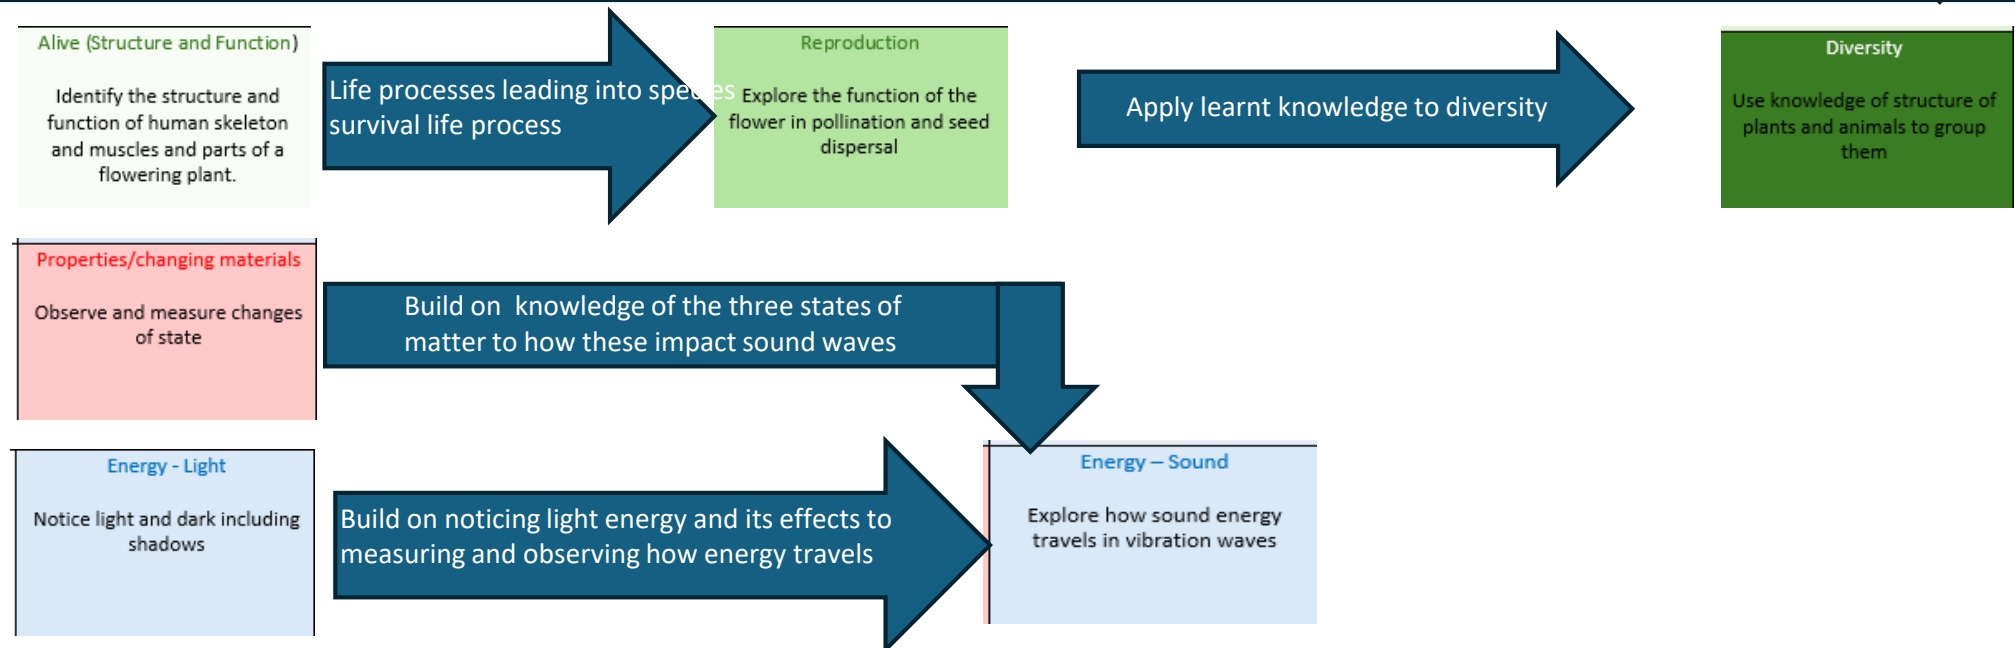 Alive (Structure and Function)
Identify the structure and
function of human skeleton
and muscles and parts of a
flowering plant.
Life processes leading into species
survival life process
Reproduction
Explore the function of the
flower in pollination and seed
dispersal
Apply learnt knowledge to diversity
Diversity
Use knowledge of structure of
plants and animals to group
them
Properties/changing materials
Observe and measure changes
of state
Build on  knowledge of the three states of
matter to how these impact sound waves
Energy - Light
Notice light and dark including
shadows
Build on noticing light energy and its effects to
measuring and observing how energy travels
Energy – Sound
Explore how sound energy
travels in vibration waves